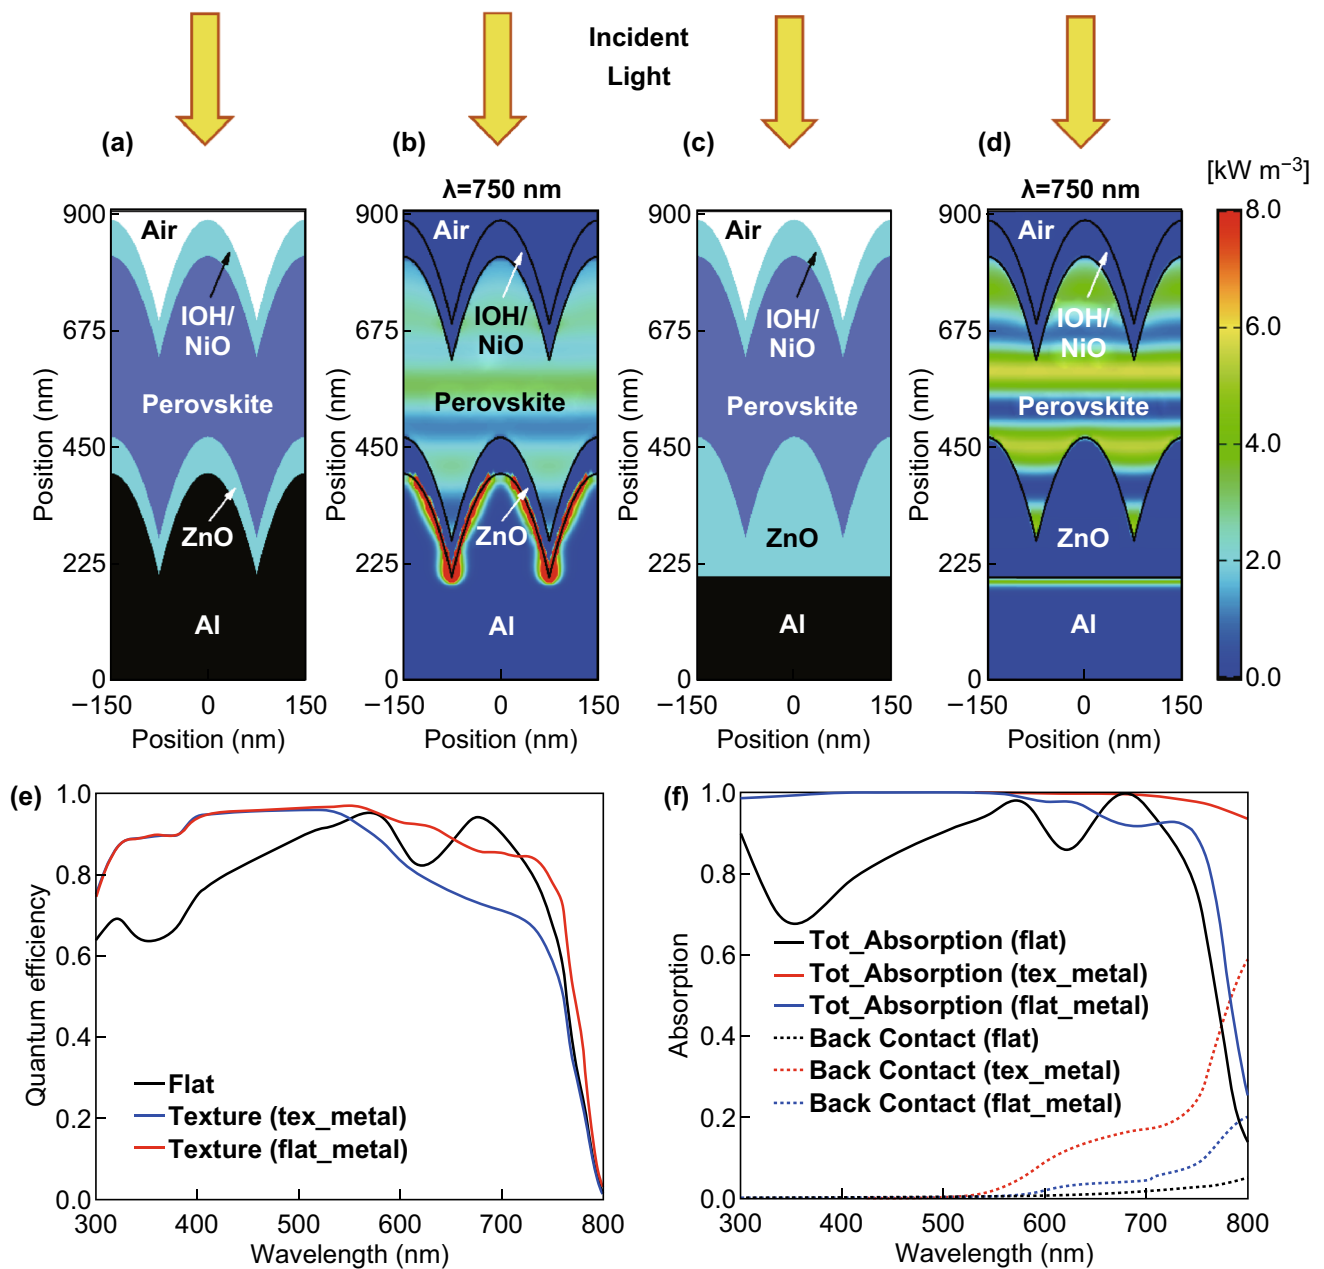 Incident
Light
(a)
(b)
(c)
(d)
λ=750 nm
λ=750 nm
[kW m⁻³]
900
675
450
225
0
Position (nm)
−150
0
150
Position (nm)
Air
IOH/
NiO
Perovskite
ZnO
Al
900
675
450
225
0
Position (nm)
−150
0
150
Position (nm)
Air
IOH/
NiO
Perovskite
ZnO
Al
900
675
450
225
0
Position (nm)
−150
0
150
Position (nm)
Air
IOH/
NiO
Perovskite
ZnO
Al
900
675
450
225
0
Position (nm)
−150
0
150
Position (nm)
Air
IOH/
NiO
Perovskite
ZnO
Al
8.0
6.0
4.0
2.0
0.0
(e)
1.0
0.8
0.6
0.4
0.2
0.0
Quantum efficiency
Flat
Texture (tex_metal)
Texture (flat_metal)
300
400
500
600
700
800
Wavelength (nm)
(f)
1.0
0.8
0.6
0.4
0.2
0.0
Absorption
Tot_Absorption (flat)
Tot_Absorption (tex_metal)
Tot_Absorption (flat_metal)
Back Contact (flat)
Back Contact (tex_metal)
Back Contact (flat_metal)
300
400
500
600
700
800
Wavelength (nm)